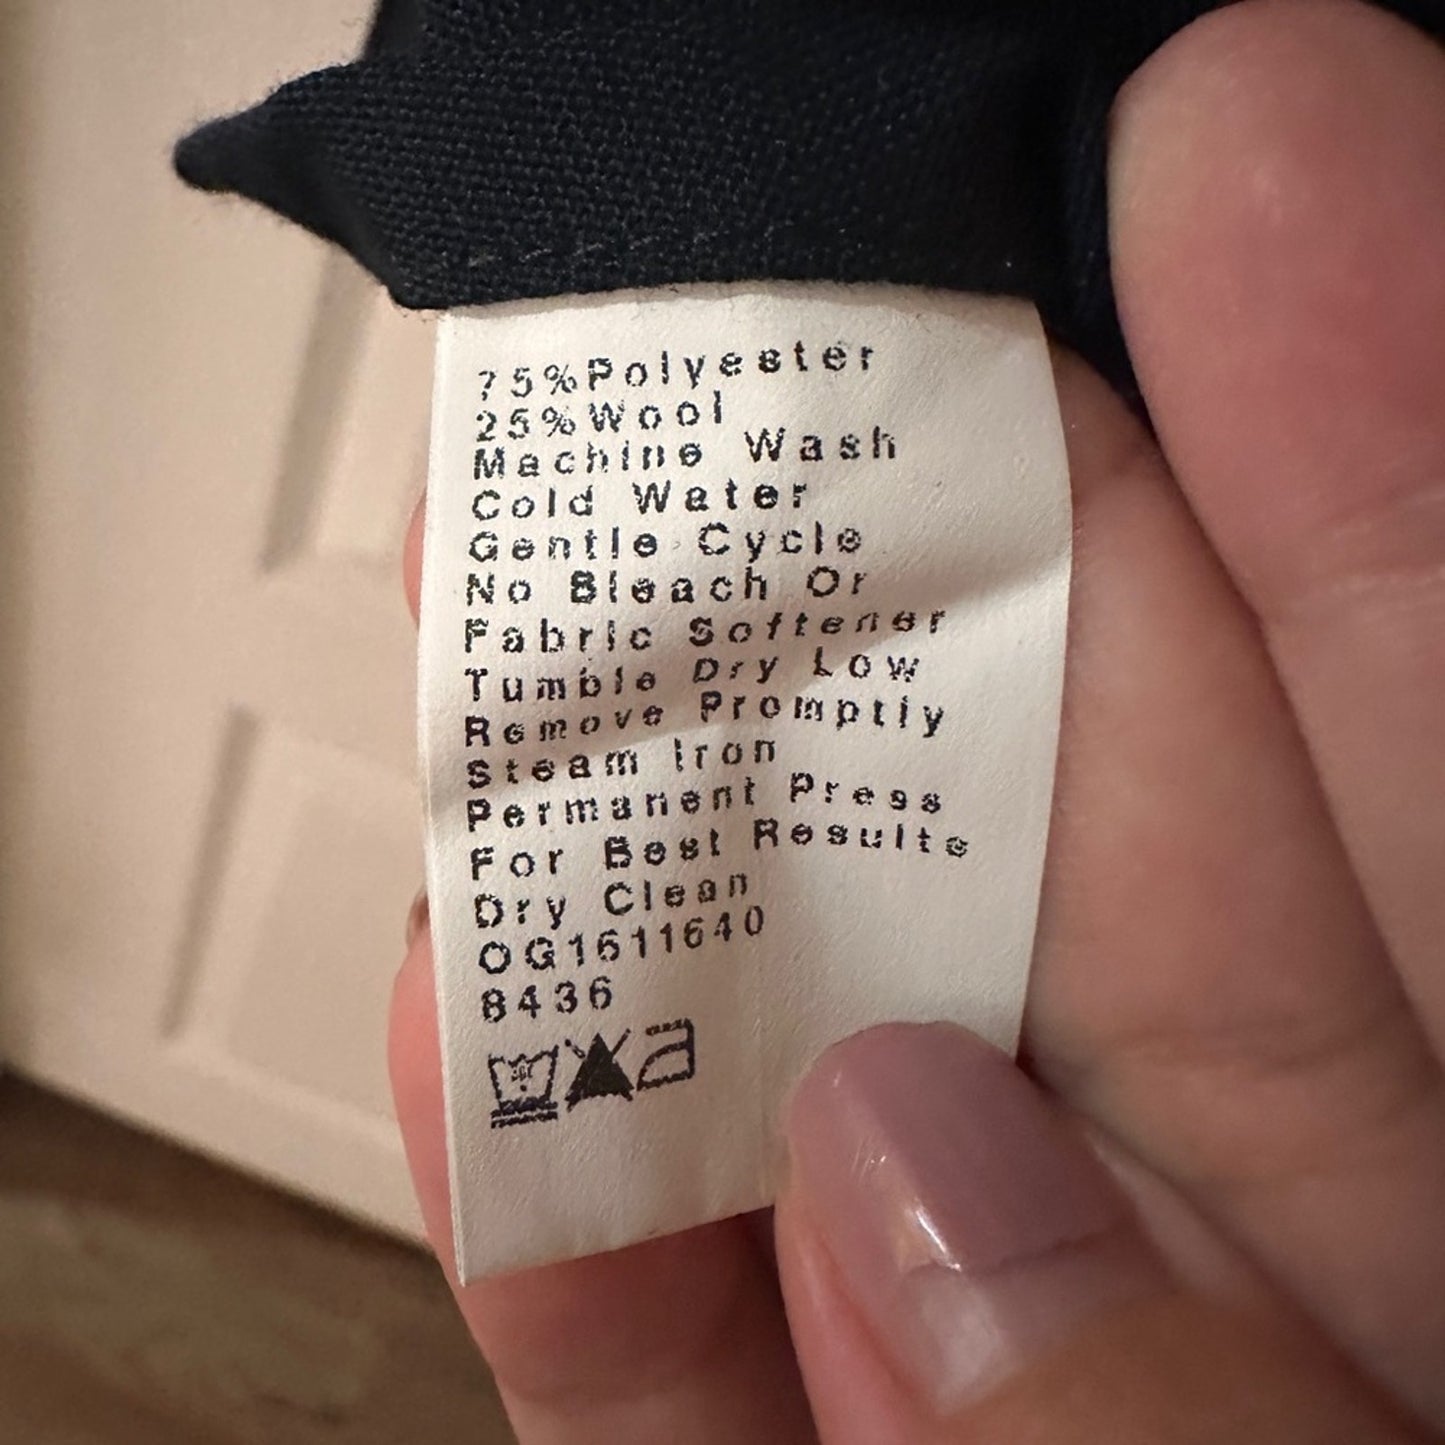 75%Polyester
25%Wool
Machine Wash
Cold Water
Gentle Cycle
No Bleach Or
Fabric Softener
Tumble Dry Low
Remove Promptly
Steam Iron
Permanent Press
For Best Results
Dry Clean
OG1611640
8436